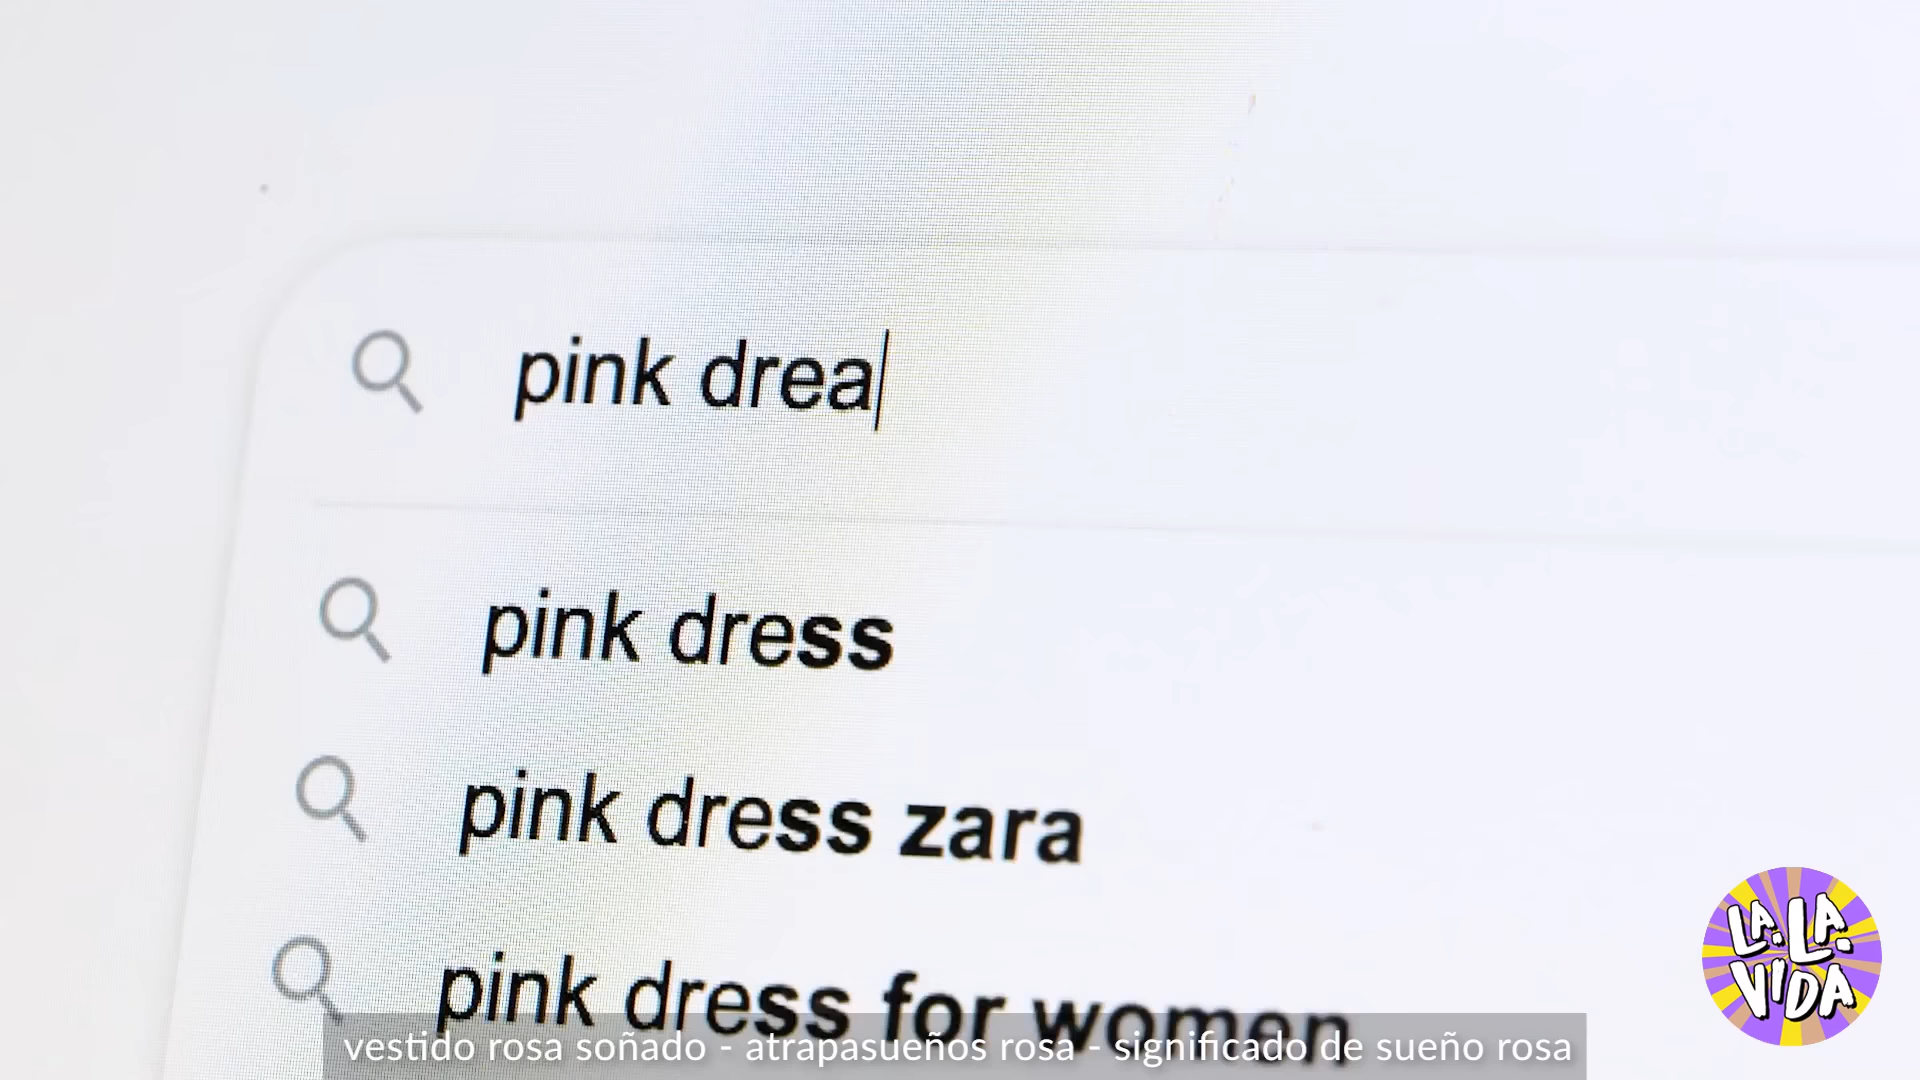 pink drea
pink dress
pink dress zara
pink dress for women
vestido rosa soñado - atrapasueños rosa - significado de sueño rosa
LA.LA.
VIDA